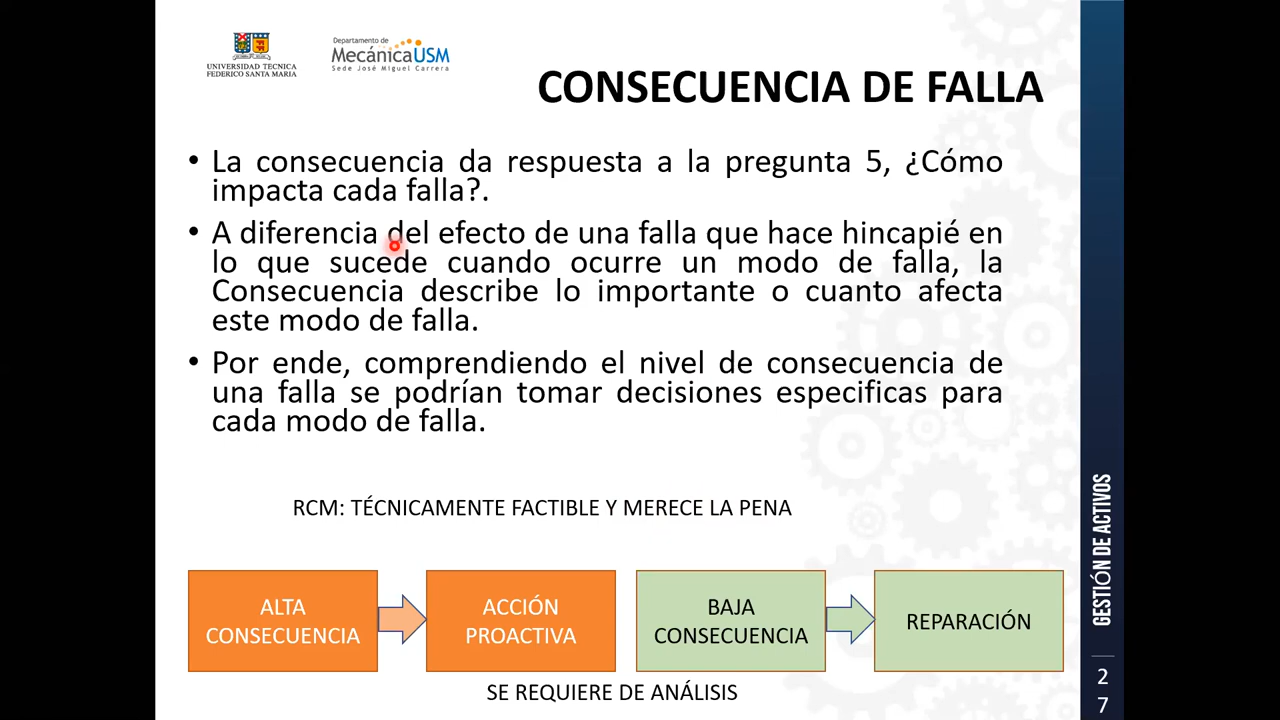 UNIVERSIDAD TECNICA
FEDERICO SANTA MARIA
Departamento de
MecánicaUSM
Sede José Miguel Carrera
CONSECUENCIA DE FALLA
• La consecuencia da respuesta a la pregunta 5, ¿Cómo
impacta cada falla?.
• A diferencia del efecto de una falla que hace hincapié en
lo que sucede cuando ocurre un modo de falla, la
Consecuencia describe lo importante o cuanto afecta
este modo de falla.
• Por ende, comprendiendo el nivel de consecuencia de
una falla se podrían tomar decisiones especificas para
cada modo de falla.
RCM: TÉCNICAMENTE FACTIBLE Y MERECE LA PENA
ALTA
CONSECUENCIA
ACCIÓN
PROACTIVA
BAJA
CONSECUENCIA
REPARACIÓN
SE REQUIERE DE ANÁLISIS
GESTIÓN DE ACTIVOS
2
7